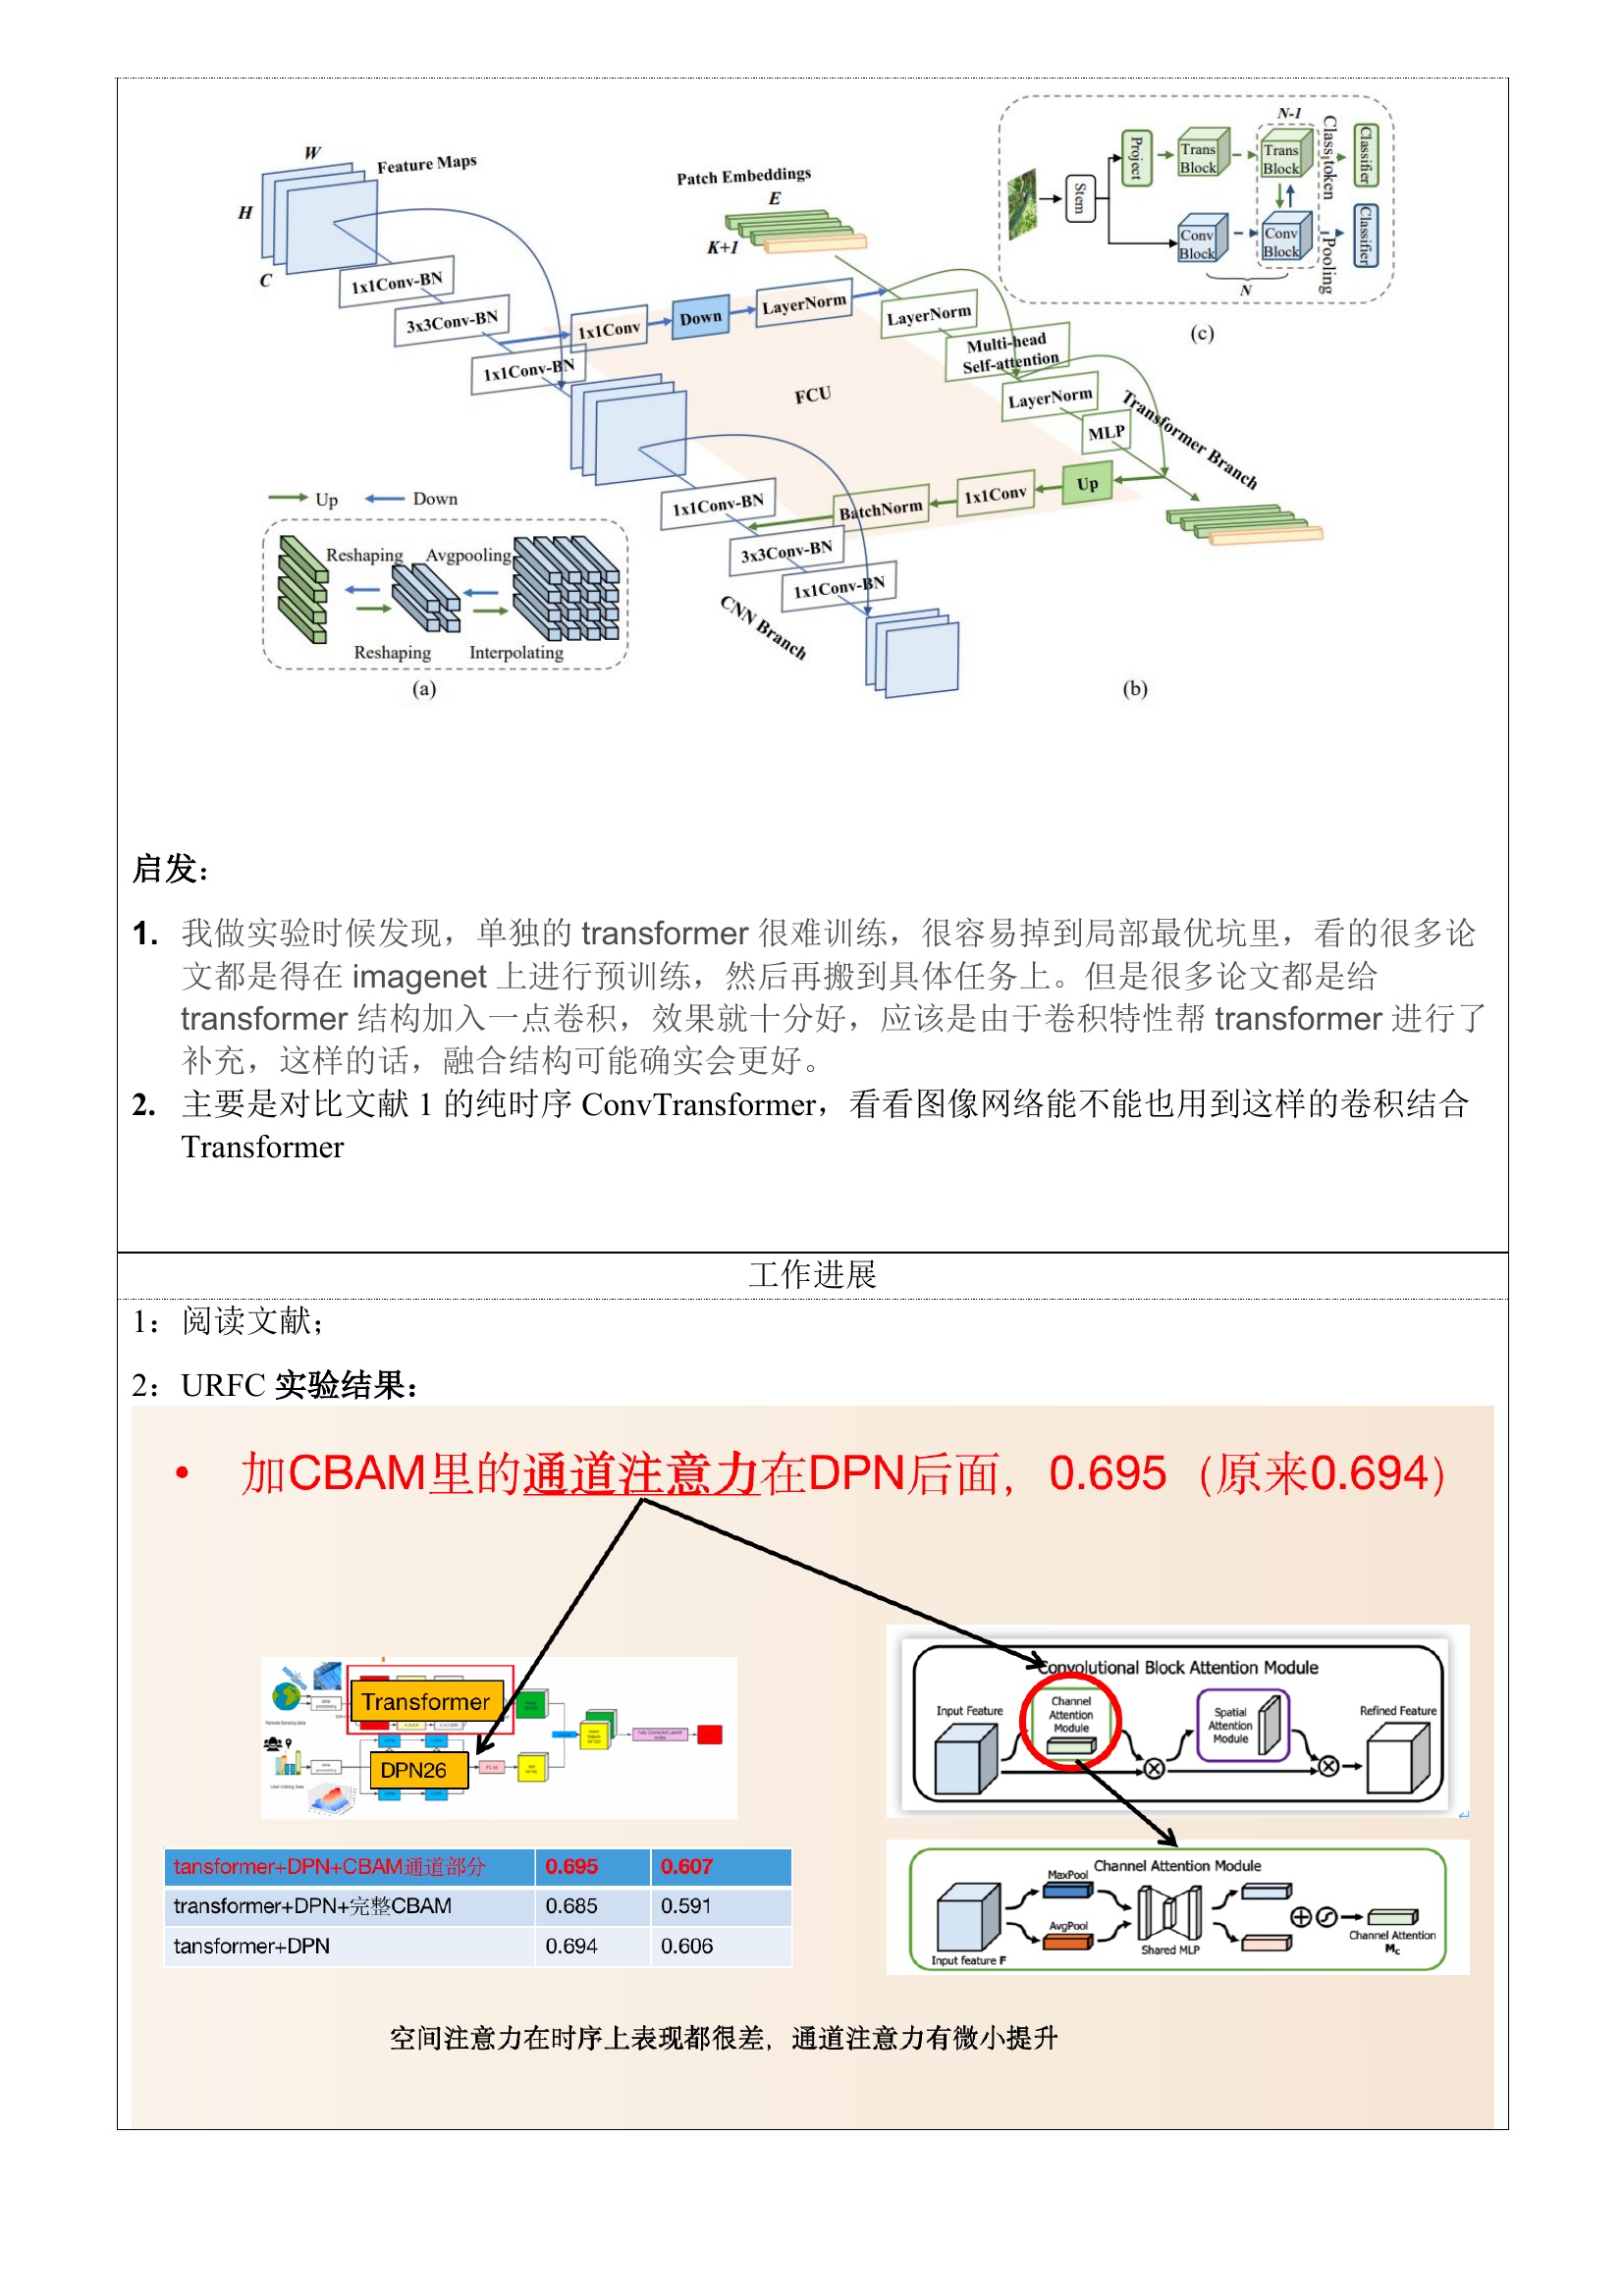 W
Feature Maps
H
C
1x1Conv-BN
3x3Conv-BN
1x1Conv-BN
1x1Conv
Down
LayerNorm
Patch Embeddings
E
K+1
LayerNorm
Multi-head
Self-attention
LayerNorm
MLP
Transformer Branch
FCU
Up
1x1Conv
BatchNorm
1x1Conv-BN
3x3Conv-BN
1x1Conv-BN
CNN Branch
(b)
Up
Down
Reshaping
Avgpooling
Reshaping
Interpolating
(a)
Stem
Project
Trans
Block
N-1
Trans
Block
Class token
Classifier
Conv
Block
Conv
Block
Pooling
Classifier
N
(c)
启发：
1. 我做实验时候发现，单独的 transformer 很难训练，很容易掉到局部最优坑里，看的很多论
文都是得在 imagenet 上进行预训练，然后再搬到具体任务上。但是很多论文都是给
transformer 结构加入一点卷积，效果就十分好，应该是由于卷积特性帮 transformer 进行了
补充，这样的话，融合结构可能确实会更好。
2. 主要是对比文献 1 的纯时序 ConvTransformer，看看图像网络能不能也用到这样的卷积结合
Transformer
工作进展
1：阅读文献；
2：URFC 实验结果：
• 加CBAM里的通道注意力在DPN后面，0.695（原来0.694）
Transformer
DPN26
Convolutional Block Attention Module
Input Feature
Channel
Attention
Module
Spatial
Attention
Module
Refined Feature
tansformer+DPN+CBAM通道部分 0.695 0.607
transformer+DPN+完整CBAM 0.685 0.591
tansformer+DPN 0.694 0.606
Channel Attention Module
MaxPool
AvgPool
Input feature F
Shared MLP
Channel Attention
Mc
空间注意力在时序上表现都很差，通道注意力有微小提升